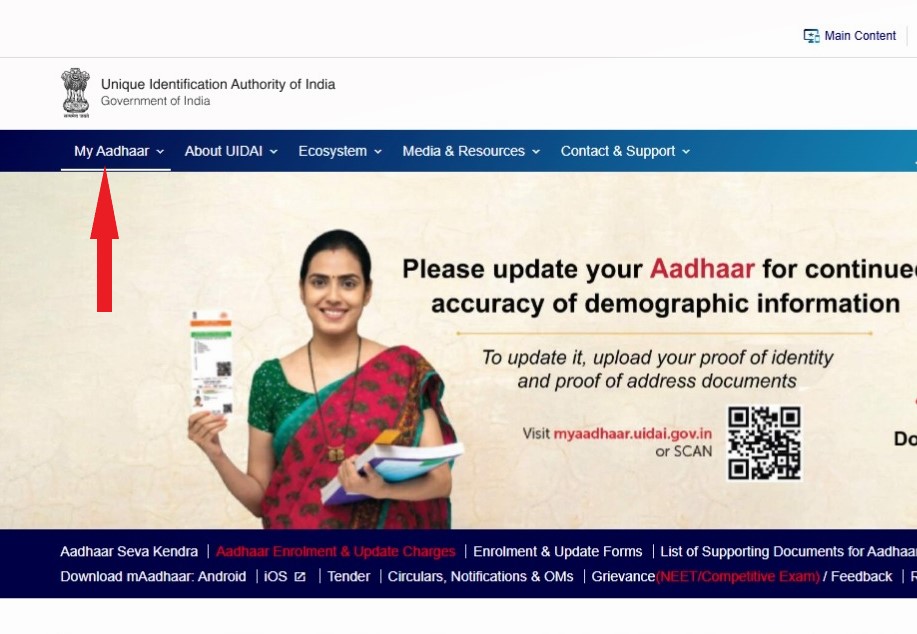 Main Content
Unique Identification Authority of India
Government of India
My Aadhaar About UIDAI Ecosystem Media & Resources Contact & Support
Please update your Aadhaar for continued
accuracy of demographic information
To update it, upload your proof of identity
and proof of address documents
Visit myaadhaar.uidai.gov.in
or SCAN
Do
Aadhaar Seva Kendra | Aadhaar Enrolment & Update Charges | Enrolment & Update Forms | List of Supporting Documents for Aadhaar
Download mAadhaar: Android | iOS | Tender | Circulars, Notifications & OMs | Grievance(NEET/Competitive Exam) / Feedback | R